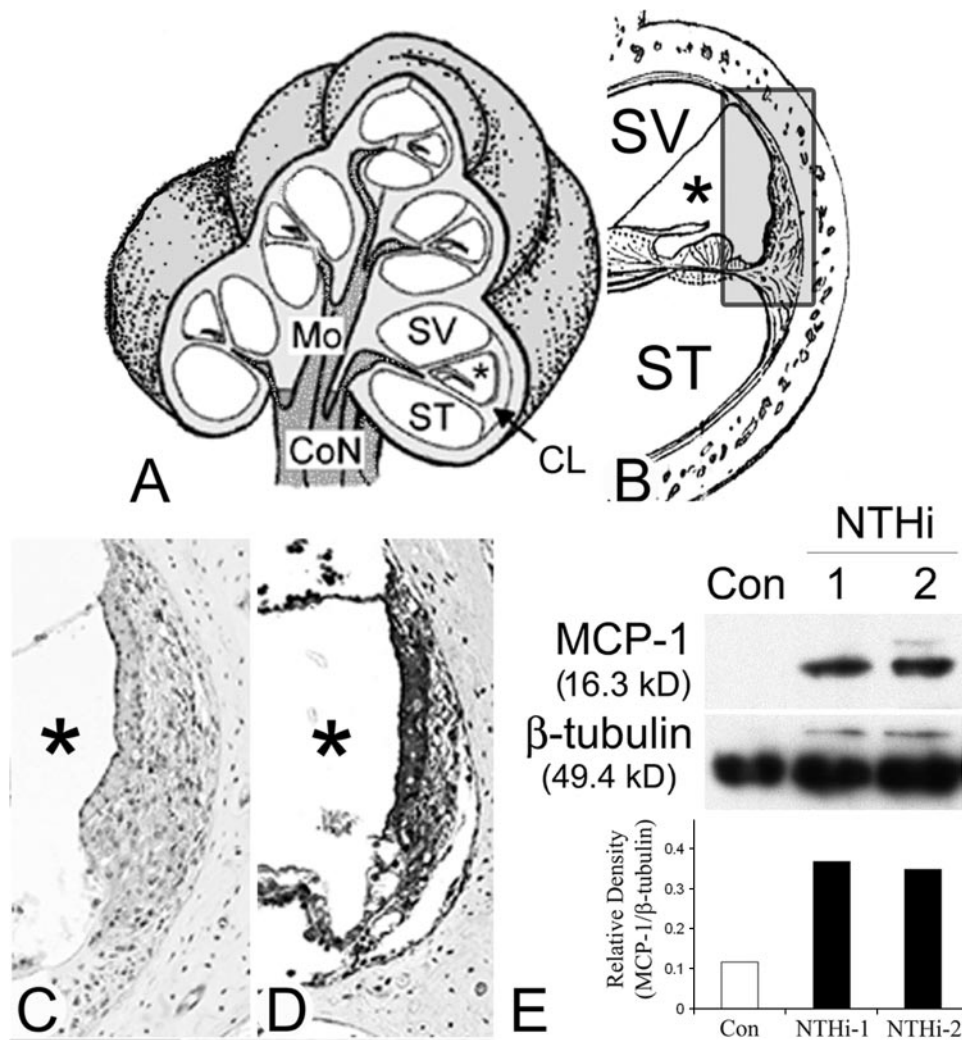 SV
*
ST
Mo
SV
*
ST
CoN
CL
A
B
*
C
*
D
NTHi
Con 1 2
MCP-1
(16.3 kD)
β-tubulin
(49.4 kD)
E
Relative Density
(MCP-1/β-tubulin)
0.4
0.3
0.2
0.1
0
Con NTHi-1 NTHi-2